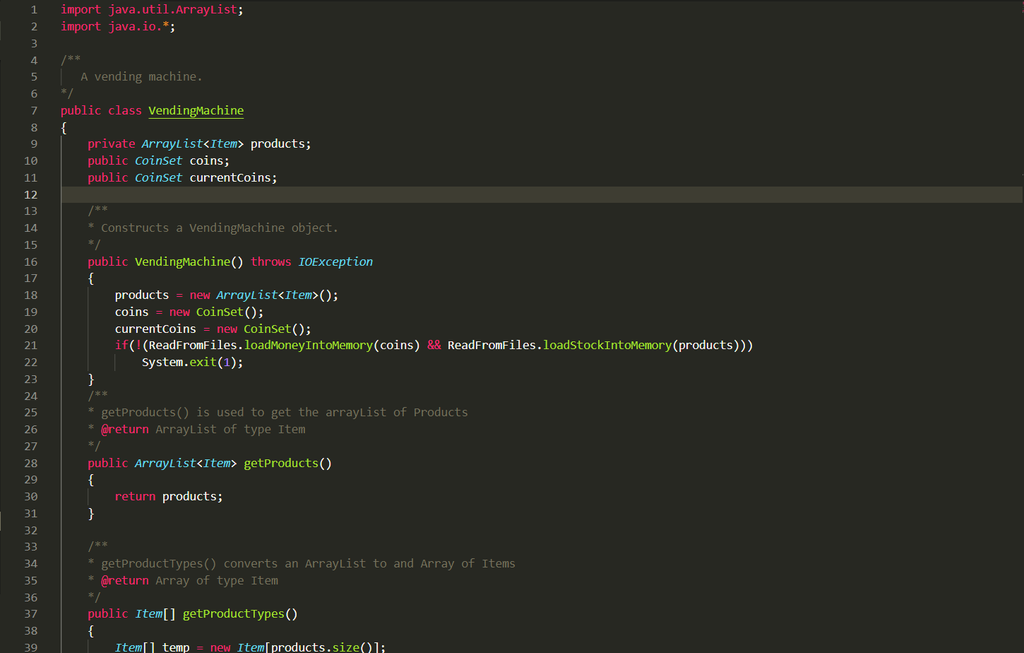 1 import java.util.ArrayList;
2 import java.io.*;
3
4 /**
5 A vending machine.
6 */
7 public class VendingMachine
8 {
9 private ArrayList<Item> products;
10 public CoinSet coins;
11 public CoinSet currentCoins;
12
13 /**
14 * Constructs a VendingMachine object.
15 */
16 public VendingMachine() throws IOException
17 {
18 products = new ArrayList<Item>();
19 coins = new CoinSet();
20 currentCoins = new CoinSet();
21 if(!(ReadFromFiles.loadMoneyIntoMemory(coins) && ReadFromFiles.loadStockIntoMemory(products)))
22 System.exit(1);
23 }
24 /**
25 * getProducts() is used to get the arrayList of Products
26 * @return ArrayList of type Item
27 */
28 public ArrayList<Item> getProducts()
29 {
30 return products;
31 }
32
33 /**
34 * getProductTypes() converts an ArrayList to and Array of Items
35 * @return Array of type Item
36 */
37 public Item[] getProductTypes()
38 {
39 Item[] temp = new Item[products.size()];